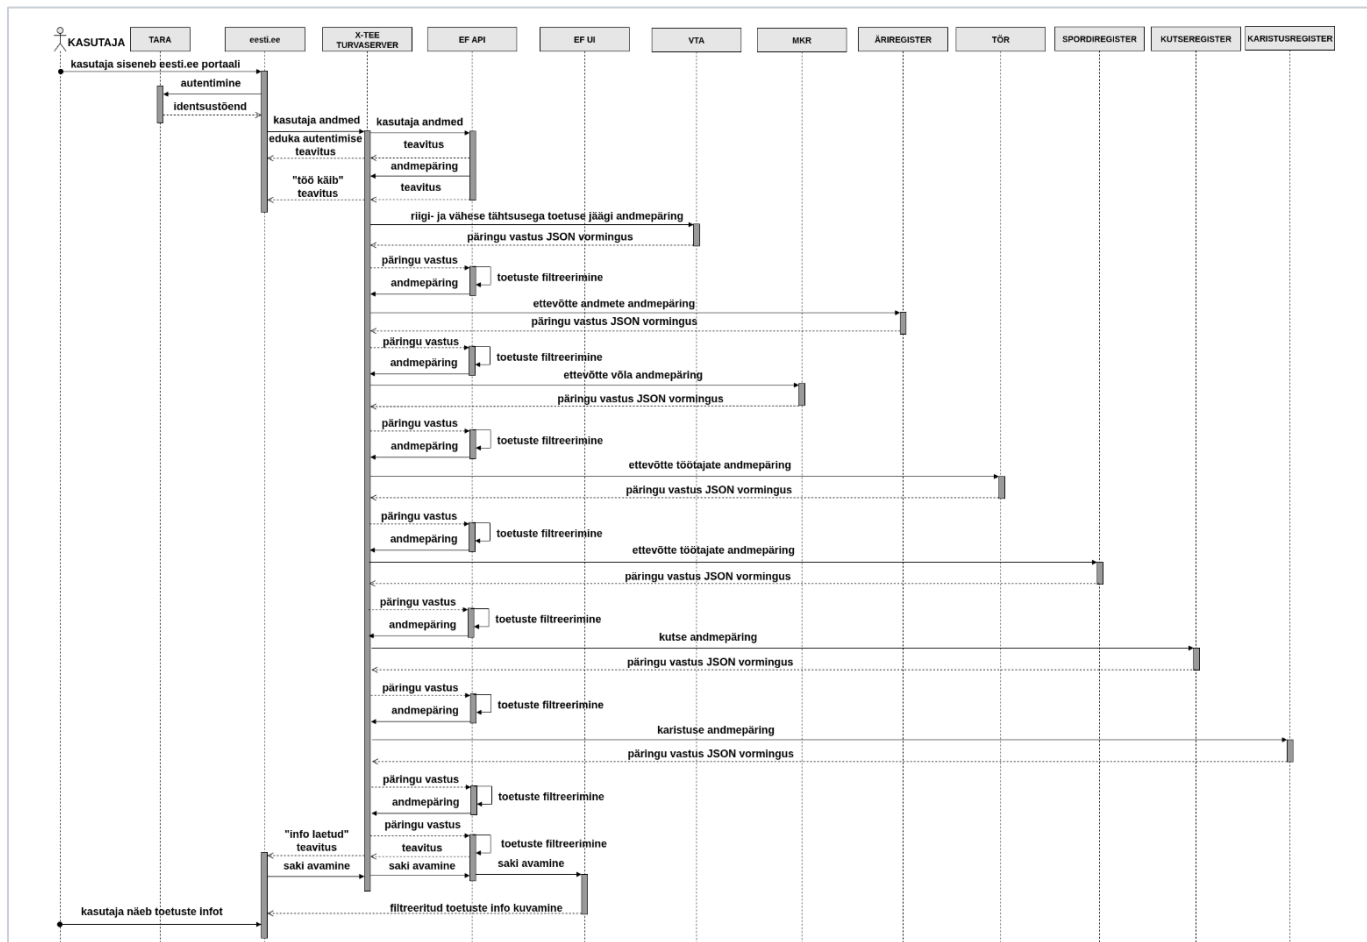 KASUTAJA
TARA
eesti.ee
X-TEE
TURVASERVER
EF API
EF UI
VTA
MKR
ÄRIREGISTER
TÖR
SPORDIREGISTER
KUTSEREGISTER
KARISTUSREGISTER
kasutaja siseneb eesti.ee portaali
autentimine
identsustõend
kasutaja andmed
kasutaja andmed
eduka autentimise
teavitus
teavitus
andmepäring
"töö käib"
teavitus
teavitus
riigi- ja vähese tähtsusega toetuse jäägi andmepäring
päringu vastus JSON vormingus
päringu vastus
toetuste filtreerimine
andmepäring
ettevõtte andmete andmepäring
päringu vastus JSON vormingus
päringu vastus
toetuste filtreerimine
andmepäring
ettevõtte võla andmepäring
päringu vastus JSON vormingus
päringu vastus
toetuste filtreerimine
andmepäring
ettevõtte töötajate andmepäring
päringu vastus JSON vormingus
päringu vastus
toetuste filtreerimine
andmepäring
ettevõtte töötajate andmepäring
päringu vastus JSON vormingus
päringu vastus
toetuste filtreerimine
andmepäring
kutse andmepäring
päringu vastus JSON vormingus
päringu vastus
toetuste filtreerimine
andmepäring
karistuse andmepäring
päringu vastus JSON vormingus
päringu vastus
toetuste filtreerimine
andmepäring
päringu vastus
"info laetud"
teavitus
teavitus
toetuste filtreerimine
saki avamine
saki avamine
saki avamine
filtreeritud toetuste info kuvamine
kasutaja näeb toetuste infot